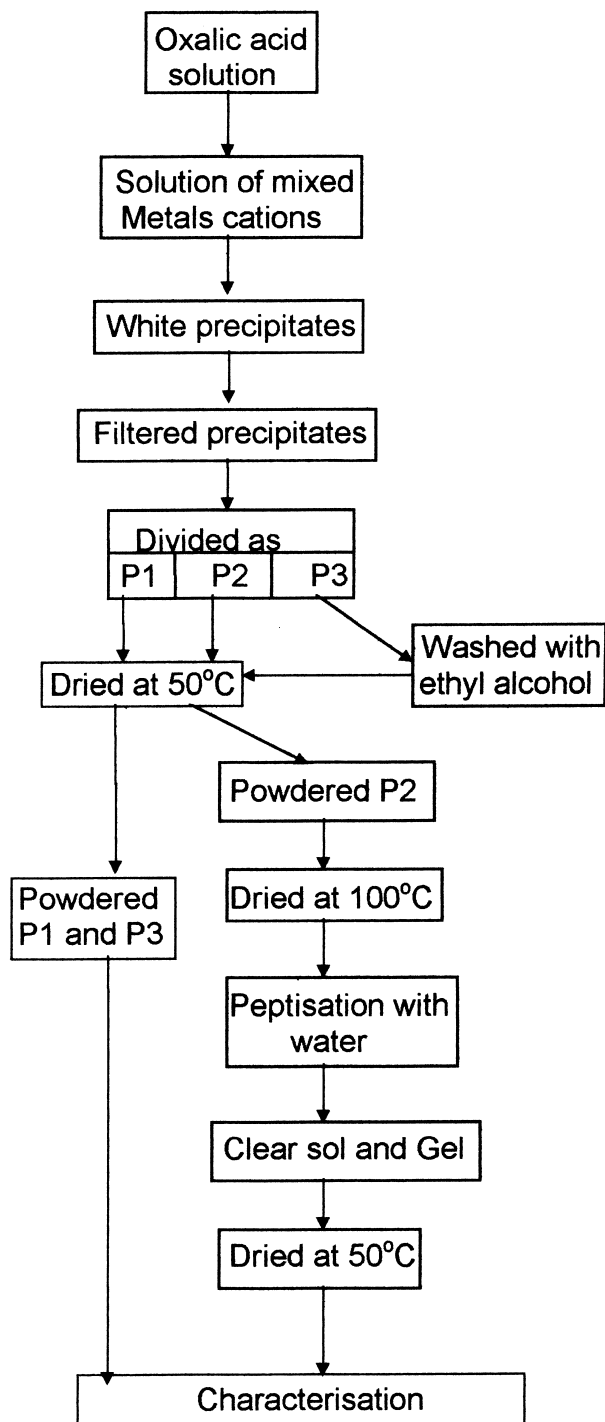 Oxalic acid
solution
Solution of mixed
Metals cations
White precipitates
Filtered precipitates
Divided as
P1 P2 P3
Washed with
ethyl alcohol
Dried at 50°C
Powdered P2
Powdered
P1 and P3
Dried at 100°C
Peptisation with
water
Clear sol and Gel
Dried at 50°C
Characterisation